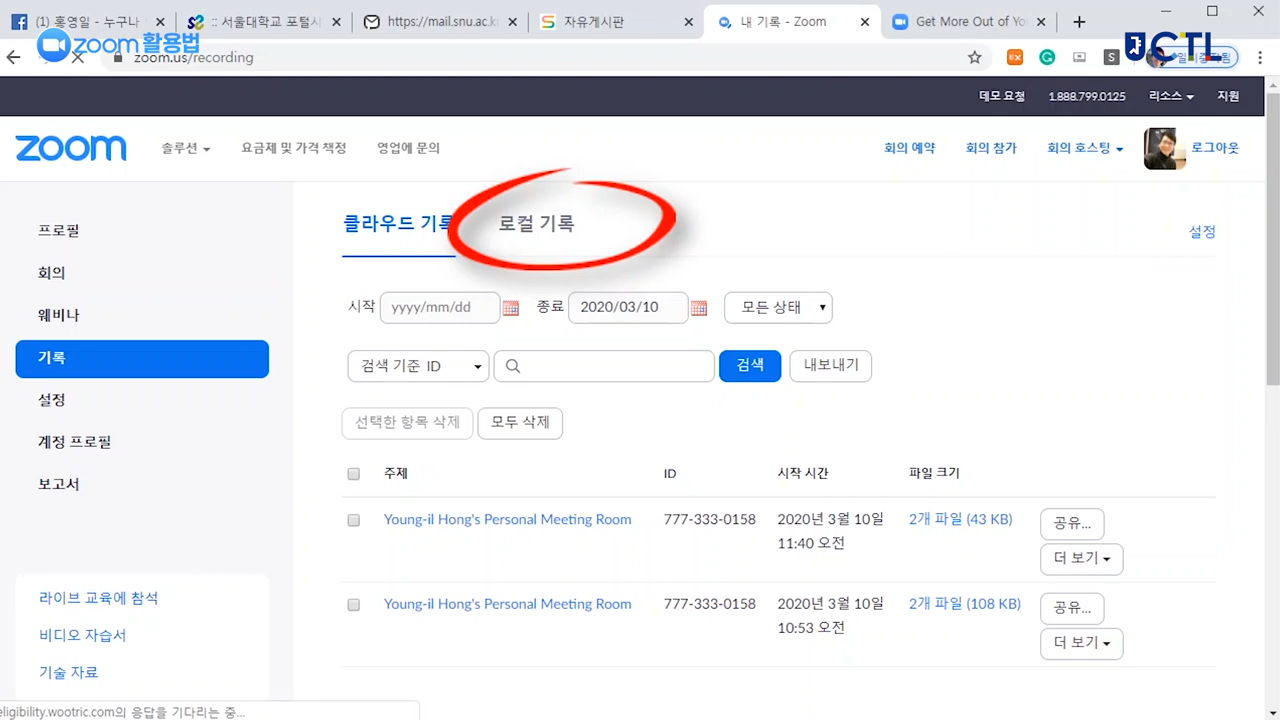 홍영일 - 누구나
:: 서울대학교 포털시
https://mail.snu.ac.k
자유게시판
내 기록 - Zoom
Get More Out of Yo
zoom 활용법
CTL
zoom.us/recording
데모 요청
1.888.799.0125
리소스
지원
zoom
솔루션
요금제 및 가격 책정
영업에 문의
회의 예약
회의 참가
회의 호스팅
로그아웃
프로필
회의
웨비나
기록
설정
계정 프로필
보고서
라이브 교육에 참석
비디오 자습서
기술 자료
클라우드 기록
로컬 기록
설정
시작 yyyy/mm/dd 종료 2020/03/10 모든 상태
검색 기준 ID 검색 내보내기
선택한 항목 삭제 모두 삭제
주제 ID 시작 시간 파일 크기
Young-il Hong's Personal Meeting Room 777-333-0158 2020년 3월 10일 2개 파일 (43 KB) 공유...
11:40 오전 더 보기
Young-il Hong's Personal Meeting Room 777-333-0158 2020년 3월 10일 2개 파일 (108 KB) 공유...
10:53 오전 더 보기
eligibility.wootric.com의 응답을 기다리는 중...